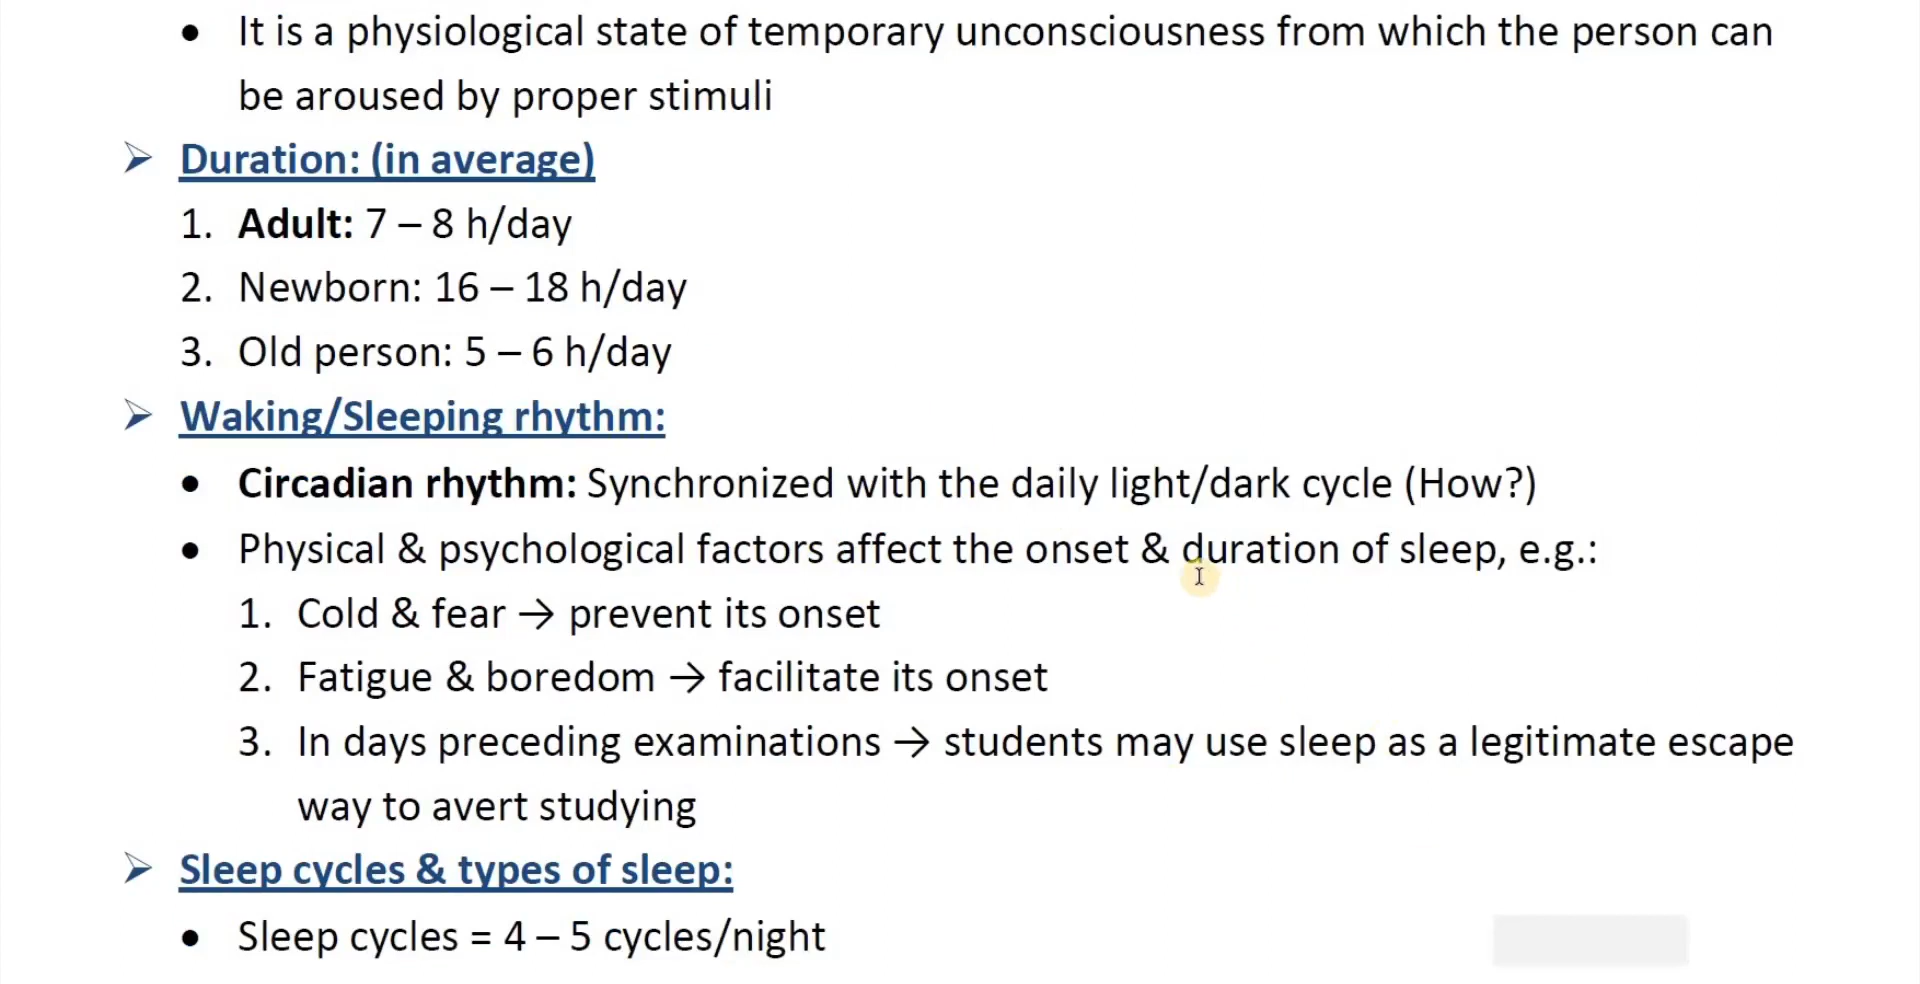 • It is a physiological state of temporary unconsciousness from which the person can
be aroused by proper stimuli
➢ Duration: (in average)
1. Adult: 7 – 8 h/day
2. Newborn: 16 – 18 h/day
3. Old person: 5 – 6 h/day
➢ Waking/Sleeping rhythm:
• Circadian rhythm: Synchronized with the daily light/dark cycle (How?)
• Physical & psychological factors affect the onset & duration of sleep, e.g.:
1. Cold & fear → prevent its onset
2. Fatigue & boredom → facilitate its onset
3. In days preceding examinations → students may use sleep as a legitimate escape
way to avert studying
➢ Sleep cycles & types of sleep:
• Sleep cycles = 4 – 5 cycles/night